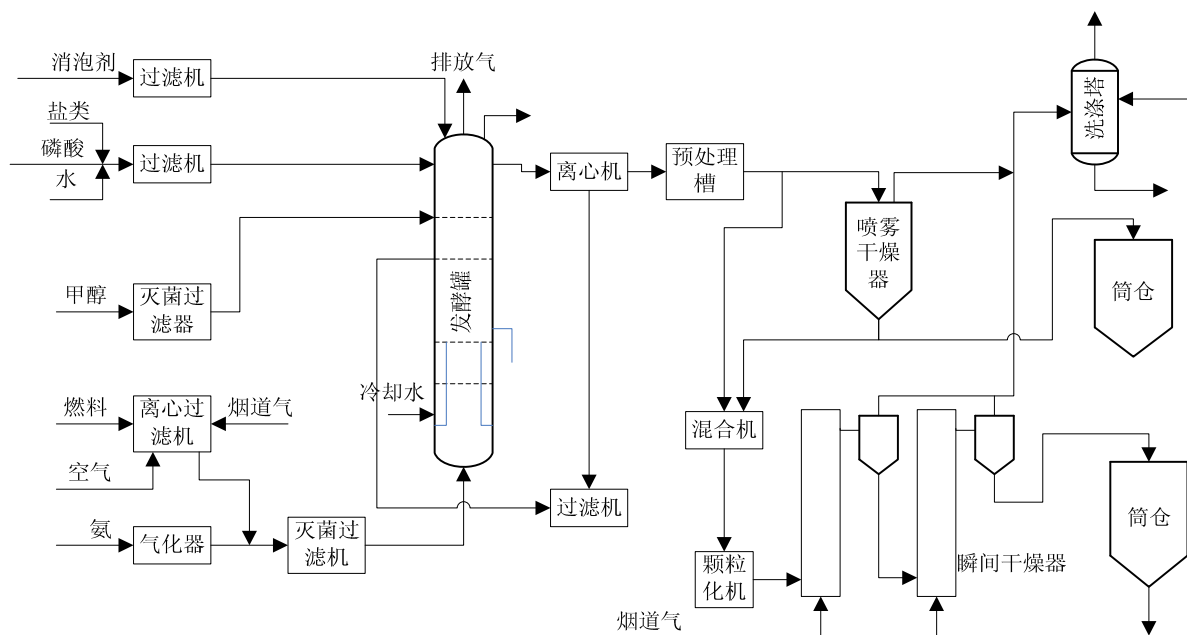 消泡剂
过滤机
排放气
盐类
磷酸
水
过滤机
离心机
预处理
槽
洗涤塔
喷雾
干燥
器
筒仓
甲醇
灭菌过
滤器
发酵罐
冷却水
燃料
离心过
滤机
烟道气
空气
混合机
氨
气化器
灭菌过
滤机
过滤机
筒仓
颗粒
化机
瞬间干燥器
烟道气